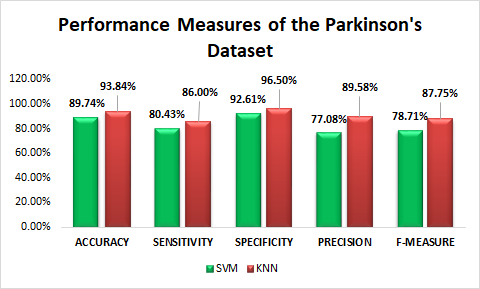 Performance Measures of the Parkinson's
Dataset
120.00%
100.00%
80.00%
60.00%
40.00%
20.00%
0.00%
89.74% 93.84% 80.43% 86.00% 92.61% 96.50% 77.08% 89.58% 78.71% 87.75%
ACCURACY SENSITIVITY SPECIFICITY PRECISION F-MEASURE
SVM KNN